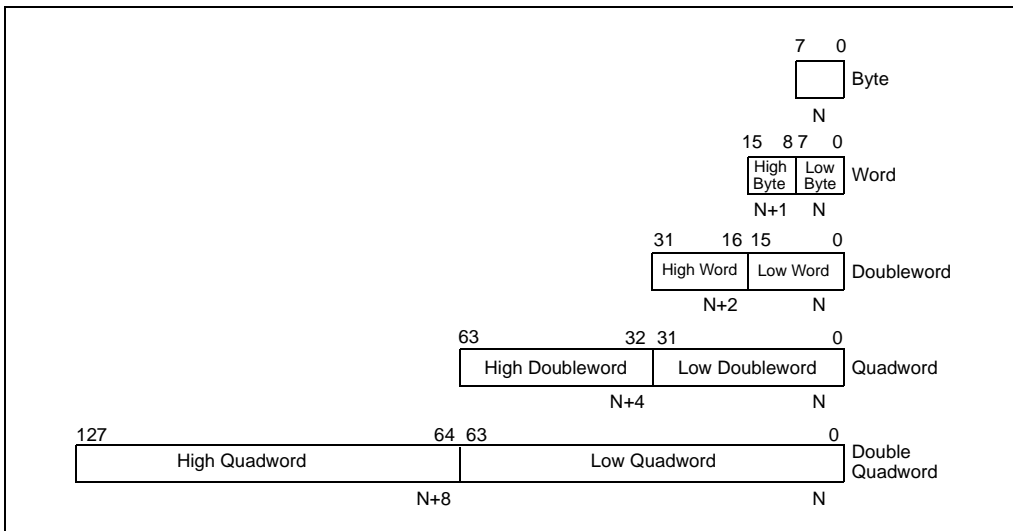 7 0
Byte
N
15 8 7 0
High Byte
Low Byte
Word
N+1 N
31 16 15 0
High Word Low Word Doubleword
N+2 N
63 32 31 0
High Doubleword Low Doubleword Quadword
N+4 N
127 64 63 0
High Quadword Low Quadword
Double Quadword
N+8 N